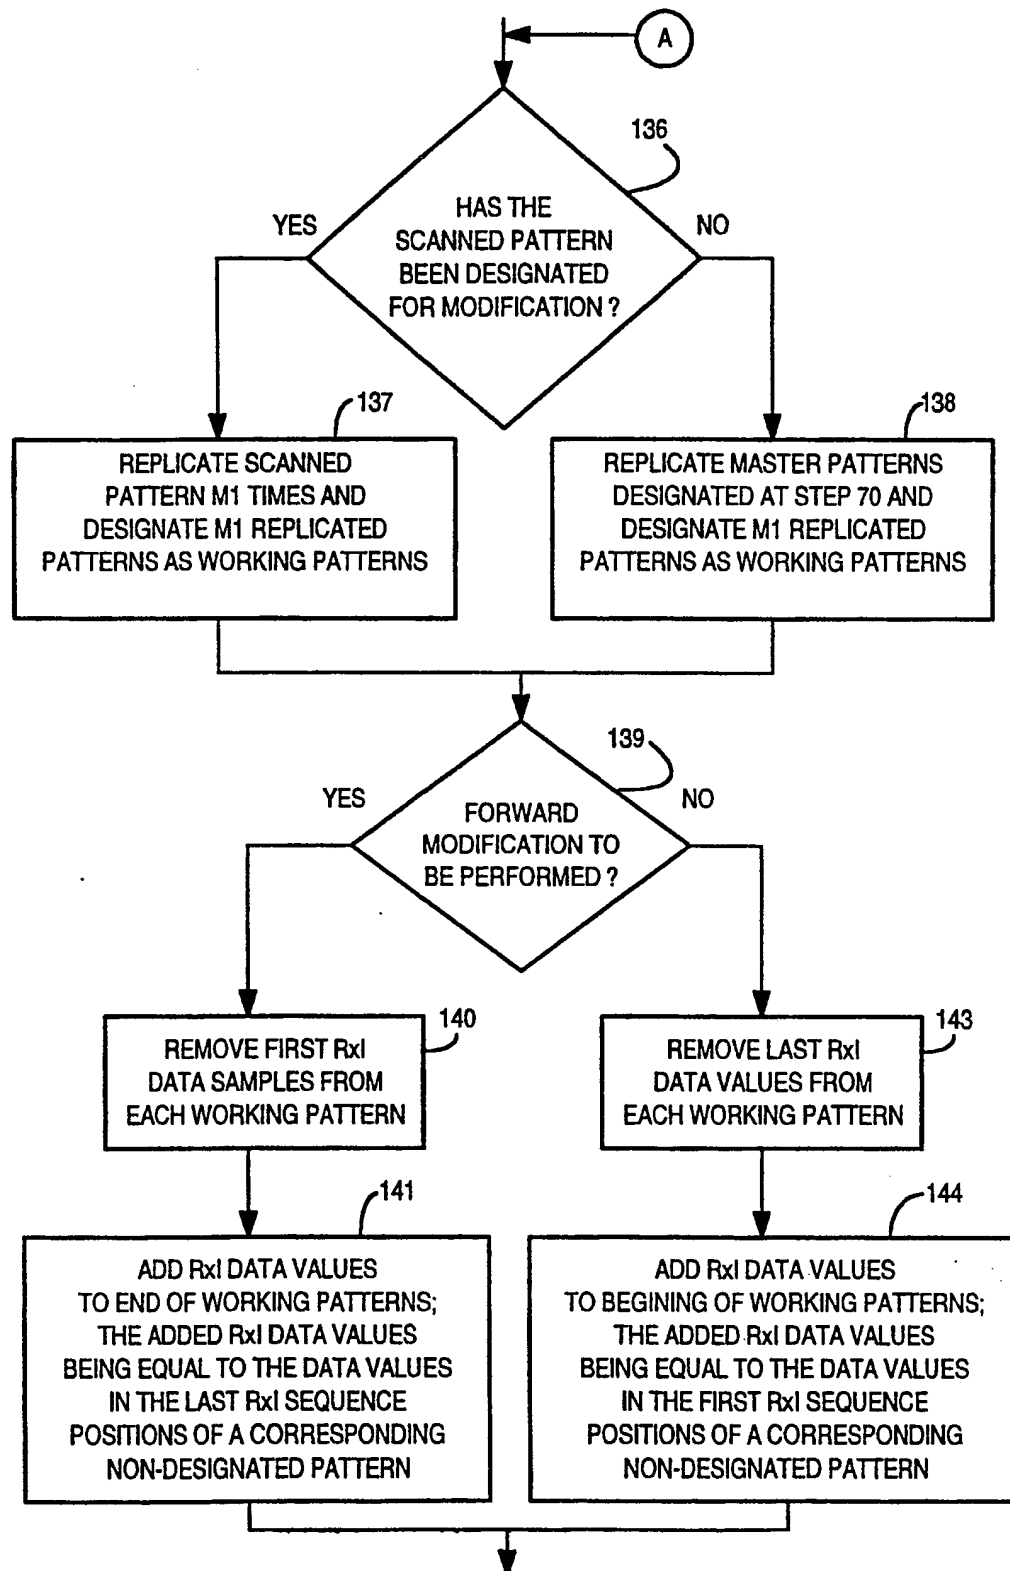 A
136
YES
NO
HAS THE
SCANNED PATTERN
BEEN DESIGNATED
FOR MODIFICATION ?
137
REPLICATE SCANNED
PATTERN M1 TIMES AND
DESIGNATE M1 REPLICATED
PATTERNS AS WORKING PATTERNS
138
REPLICATE MASTER PATTERNS
DESIGNATED AT STEP 70 AND
DESIGNATE M1 REPLICATED
PATTERNS AS WORKING PATTERNS
139
YES
NO
FORWARD
MODIFICATION TO
BE PERFORMED ?
140
REMOVE FIRST RxI
DATA SAMPLES FROM
EACH WORKING PATTERN
143
REMOVE LAST RxI
DATA VALUES FROM
EACH WORKING PATTERN
141
ADD RxI DATA VALUES
TO END OF WORKING PATTERNS;
THE ADDED RxI DATA VALUES
BEING EQUAL TO THE DATA VALUES
IN THE LAST RxI SEQUENCE
POSITIONS OF A CORRESPONDING
NON-DESIGNATED PATTERN
144
ADD RxI DATA VALUES
TO BEGINING OF WORKING PATTERNS;
THE ADDED RxI DATA VALUES
BEING EQUAL TO THE DATA VALUES
IN THE FIRST RxI SEQUENCE
POSITIONS OF A CORRESPONDING
NON-DESIGNATED PATTERN